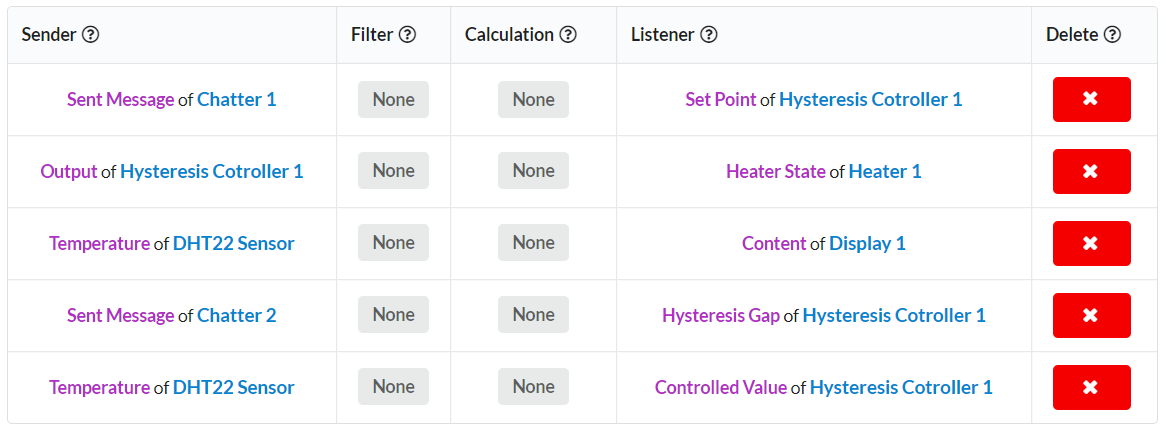 Sender Filter Calculation Listener Delete
Sent Message of Chatter 1 None None Set Point of Hysteresis Cotroller 1
Output of Hysteresis Cotroller 1 None None Heater State of Heater 1
Temperature of DHT22 Sensor None None Content of Display 1
Sent Message of Chatter 2 None None Hysteresis Gap of Hysteresis Cotroller 1
Temperature of DHT22 Sensor None None Controlled Value of Hysteresis Cotroller 1